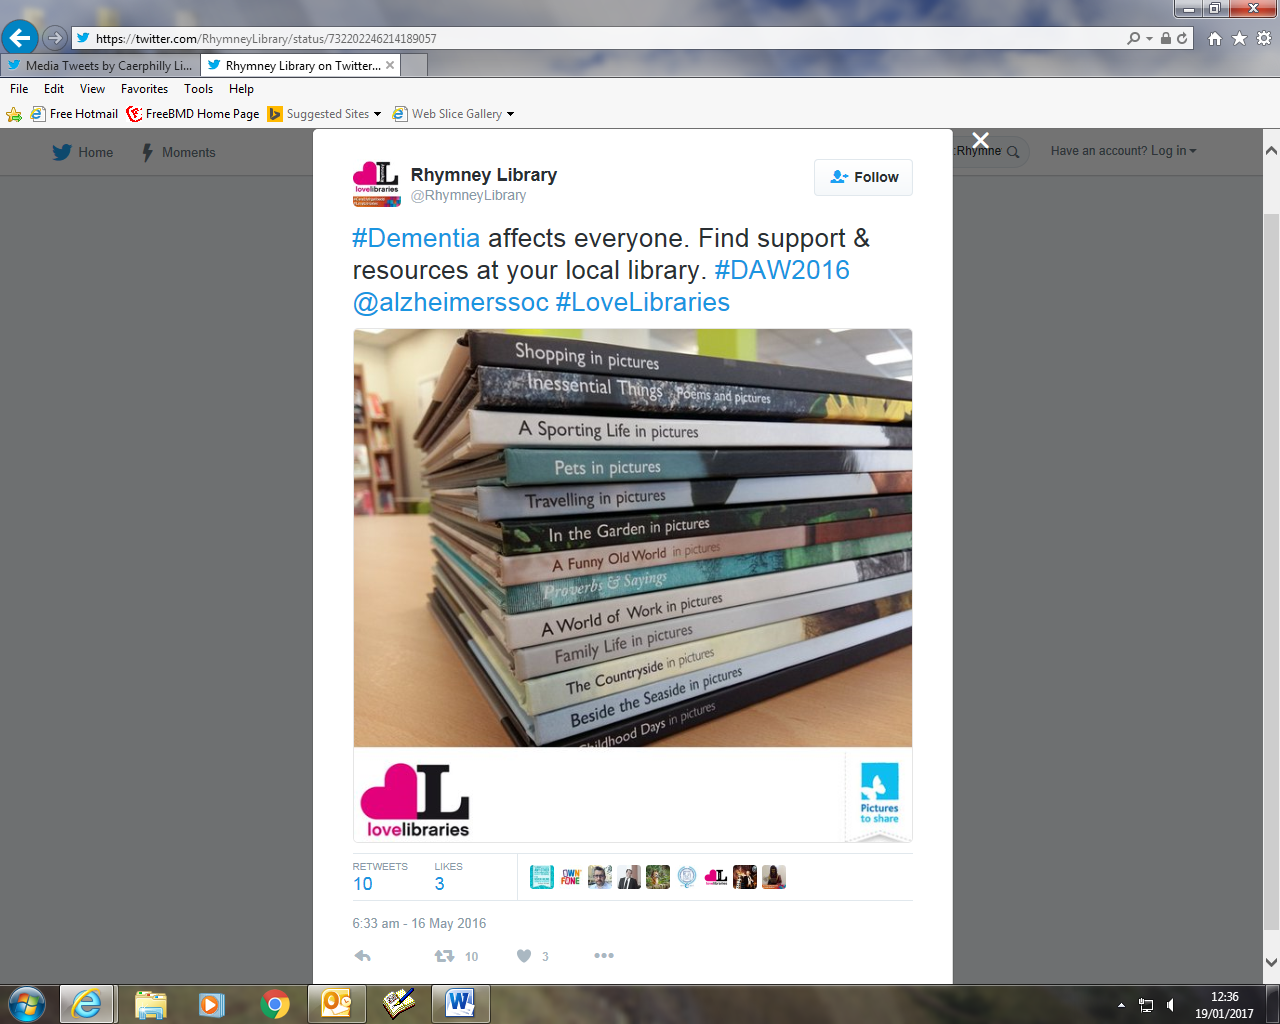 https://twitter.com/RhymneyLibrary/status/732202246214189057
Media Tweets by Caerphilly Li...
Rhymney Library on Twitter...
File Edit View Favorites Tools Help
Free Hotmail FreeBMD Home Page Suggested Sites Web Slice Gallery
Home Moments Rhymne Have an account? Log in
lovelibraries
Rhymney Library
@RhymneyLibrary
Follow
#Dementia affects everyone. Find support &
resources at your local library. #DAW2016
@alzheimerssoc #LoveLibraries
Shopping in pictures
Inessential Things Poems and pictures
A Sporting Life in pictures
Pets in pictures
Travelling in pictures
In the Garden in pictures
A Funny Old World in pictures
Proverbs & Sayings
A World of Work in pictures
Family Life in pictures
The Countryside in pictures
Beside the Seaside in pictures
Childhood Days in pictures
L
lovelibraries
Pictures
to share
RETWEETS LIKES
10 3
OWN
FONE
6:33 am - 16 May 2016
10 3
12:36
19/01/2017